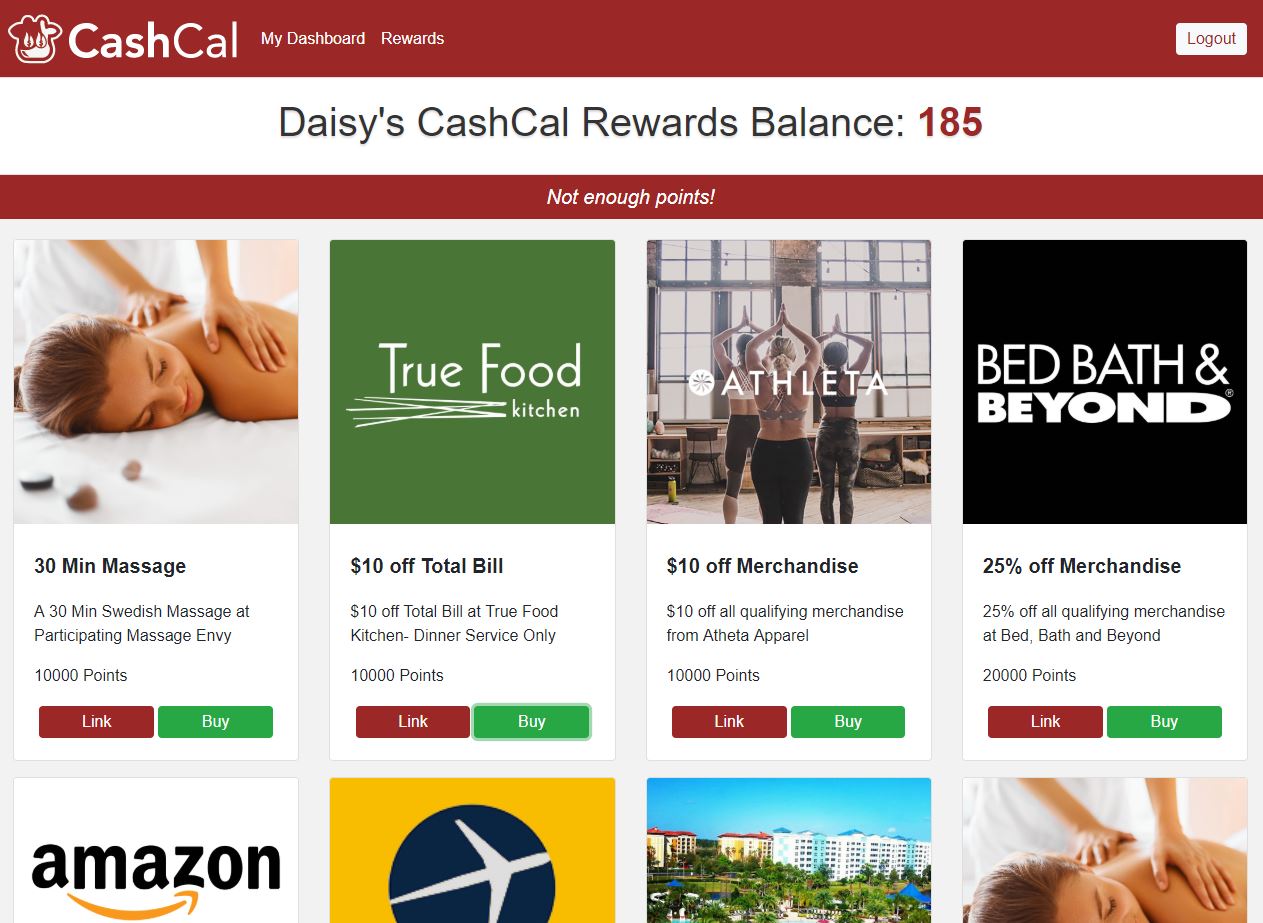 CashCal My Dashboard Rewards Logout
Daisy's CashCal Rewards Balance: 185
Not enough points!
True Food
kitchen
ATHLETA
BED BATH &
BEYOND®
30 Min Massage
A 30 Min Swedish Massage at
Participating Massage Envy
10000 Points
Link Buy
$10 off Total Bill
$10 off Total Bill at True Food
Kitchen- Dinner Service Only
10000 Points
Link Buy
$10 off Merchandise
$10 off all qualifying merchandise
from Atheta Apparel
10000 Points
Link Buy
25% off Merchandise
25% off all qualifying merchandise
at Bed, Bath and Beyond
20000 Points
Link Buy
amazon